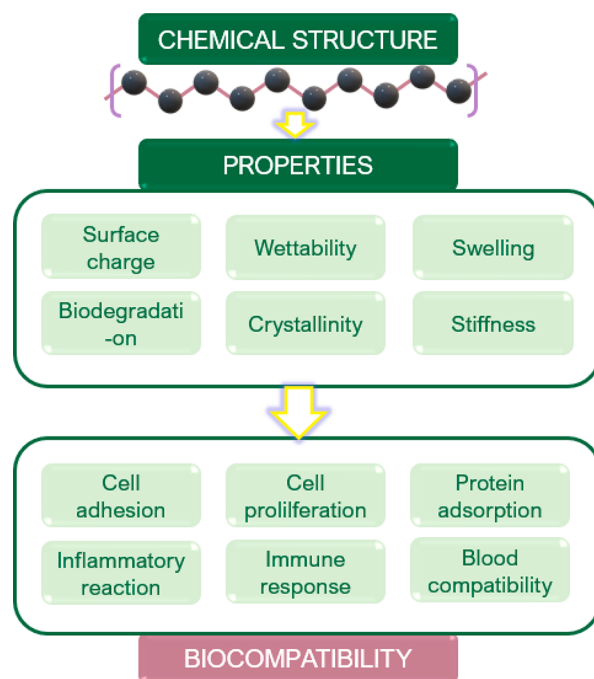 CHEMICAL STRUCTURE
PROPERTIES
Surface
charge
Wettability
Swelling
Biodegradati
-on
Crystallinity
Stiffness
Cell
adhesion
Cell
prolilferation
Protein
adsorption
Inflammatory
reaction
Immune
response
Blood
compatibility
BIOCOMPATIBILITY